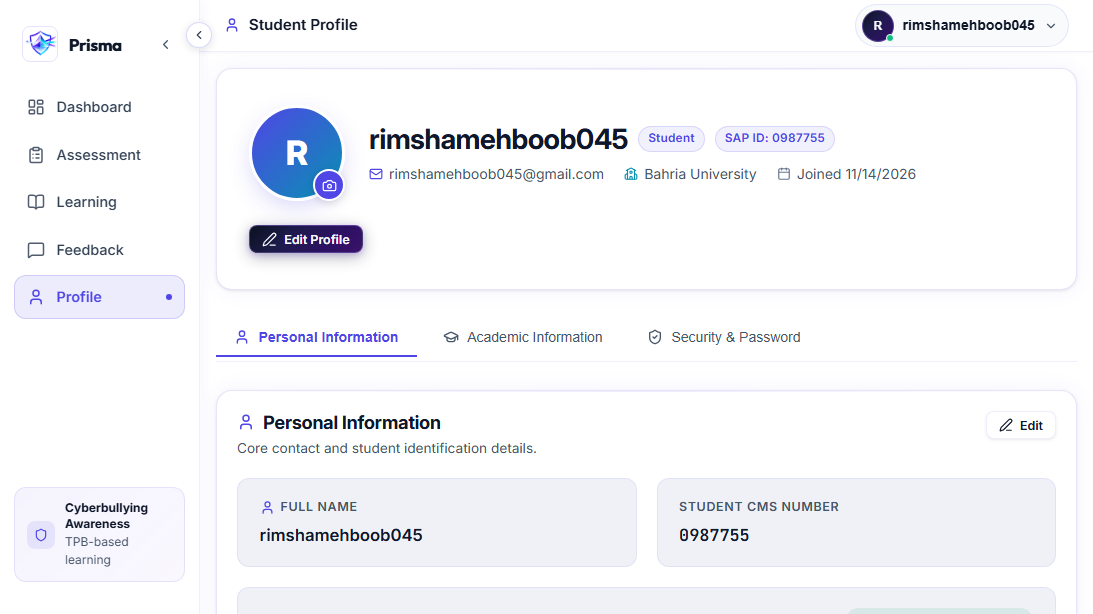 Prisma
Dashboard
Assessment
Learning
Feedback
Profile
Cyberbullying
Awareness
TPB-based
learning
Student Profile
R
rimshamehboob045
R
rimshamehboob045
Student
SAP ID: 0987755
rimshamehboob045@gmail.com
Bahria University
Joined 11/14/2026
Edit Profile
Personal Information
Academic Information
Security & Password
Personal Information
Core contact and student identification details.
Edit
FULL NAME
rimshamehboob045
STUDENT CMS NUMBER
0987755